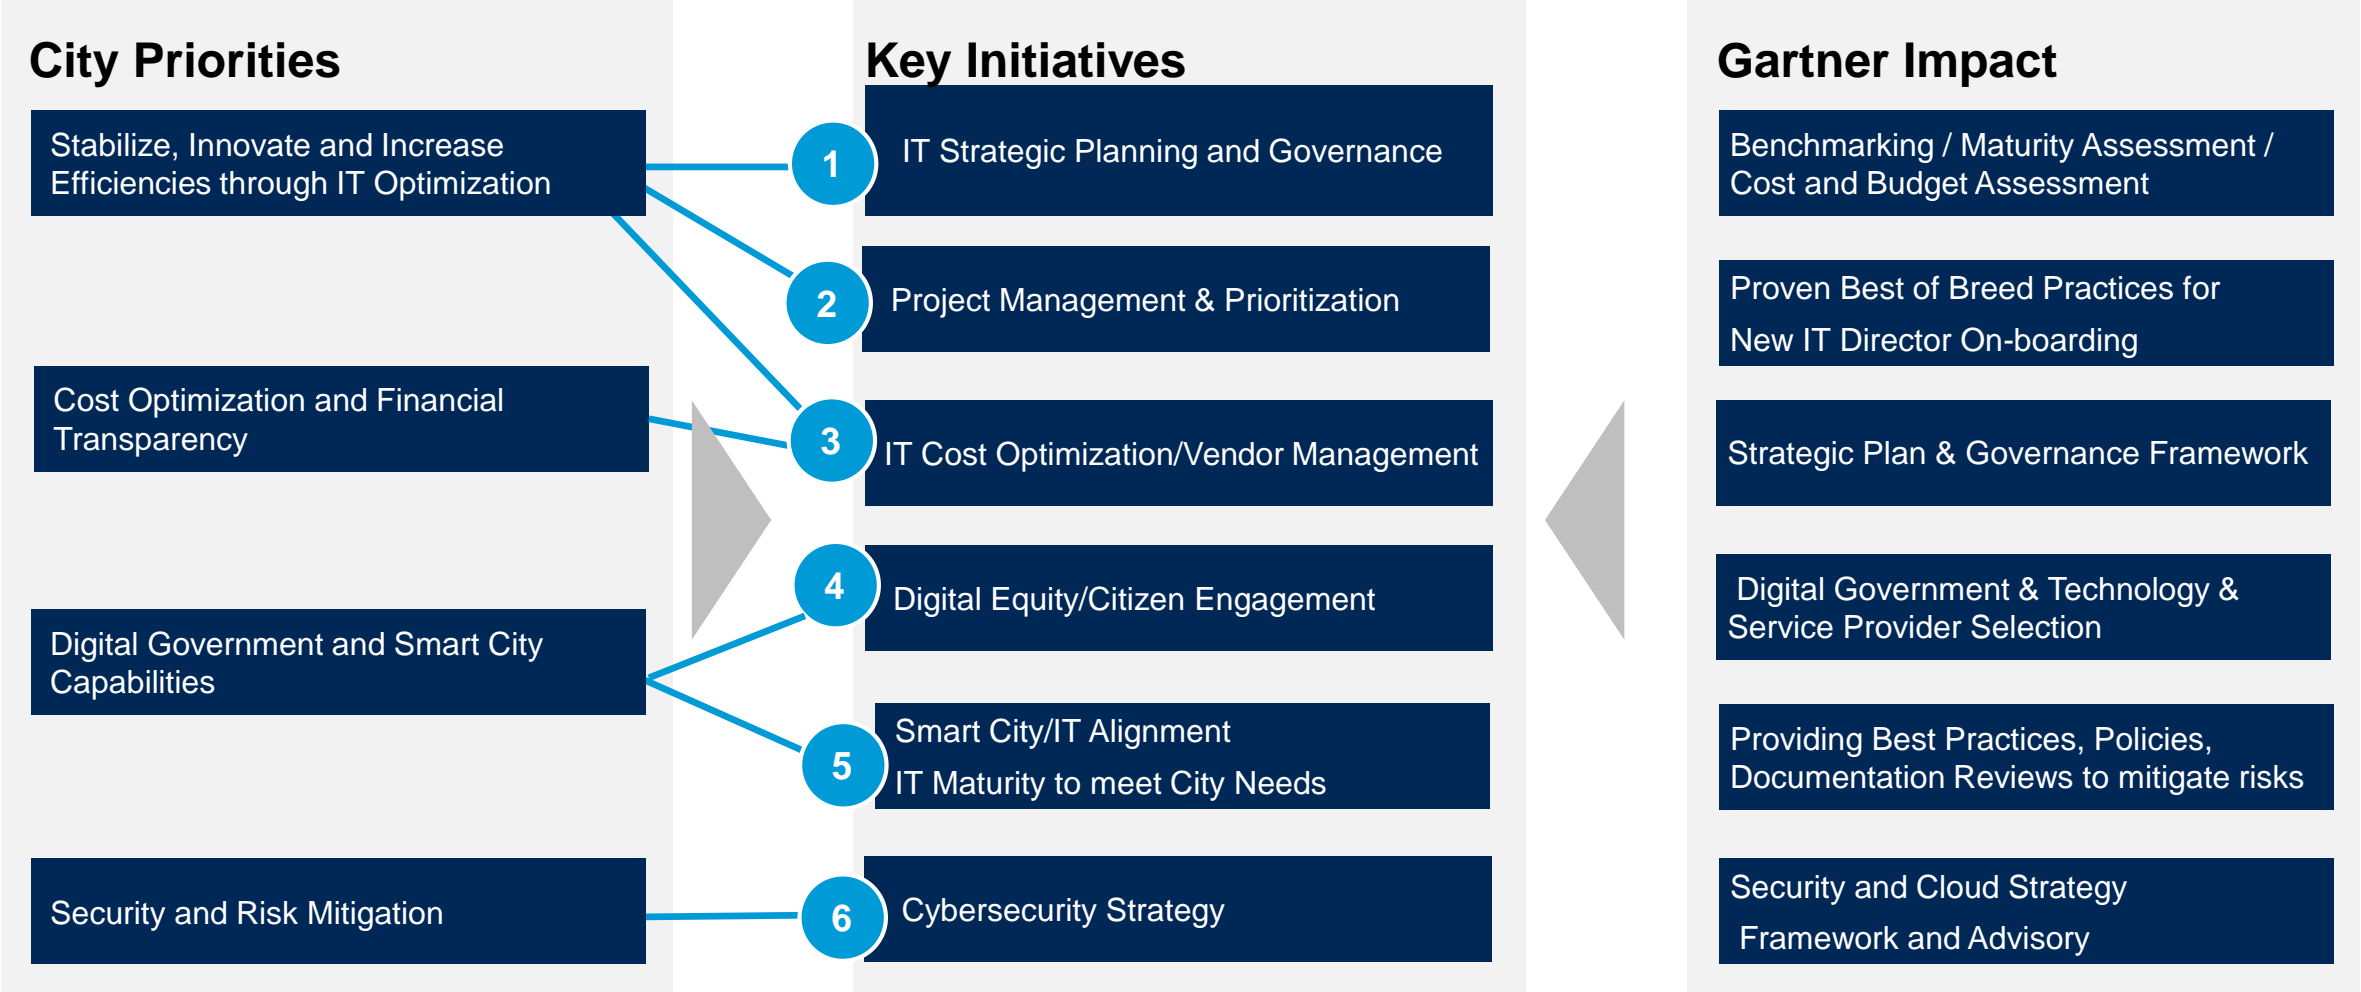 City Priorities
Stabilize, Innovate and Increase
Efficiencies through IT Optimization
Cost Optimization and Financial
Transparency
Digital Government and Smart City
Capabilities
Security and Risk Mitigation
Key Initiatives
1
IT Strategic Planning and Governance
2
Project Management & Prioritization
3
IT Cost Optimization/Vendor Management
4
Digital Equity/Citizen Engagement
5
Smart City/IT Alignment
IT Maturity to meet City Needs
6
Cybersecurity Strategy
Gartner Impact
Benchmarking / Maturity Assessment /
Cost and Budget Assessment
Proven Best of Breed Practices for
New IT Director On-boarding
Strategic Plan & Governance Framework
Digital Government & Technology &
Service Provider Selection
Providing Best Practices, Policies,
Documentation Reviews to mitigate risks
Security and Cloud Strategy
Framework and Advisory